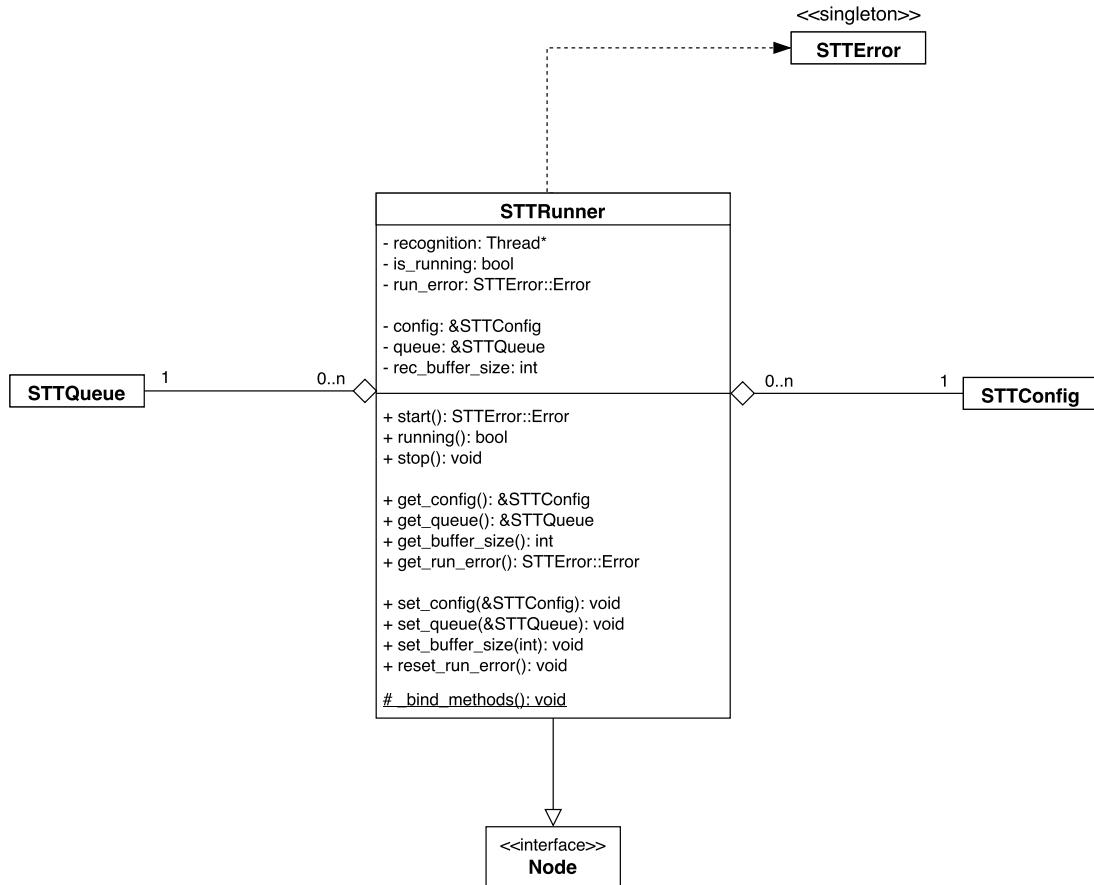 <<singleton>>
STTError
STTRunner
- recognition: Thread*
- is_running: bool
- run_error: STTError::Error
- config: &STTConfig
- queue: &STTQueue
- rec_buffer_size: int
STTQueue
1
0..n
0..n
1
STTConfig
+ start(): STTError::Error
+ running(): bool
+ stop(): void
+ get_config(): &STTConfig
+ get_queue(): &STTQueue
+ get_buffer_size(): int
+ get_run_error(): STTError::Error
+ set_config(&STTConfig): void
+ set_queue(&STTQueue): void
+ set_buffer_size(int): void
+ reset_run_error(): void
# _bind_methods(): void
<<interface>>
Node